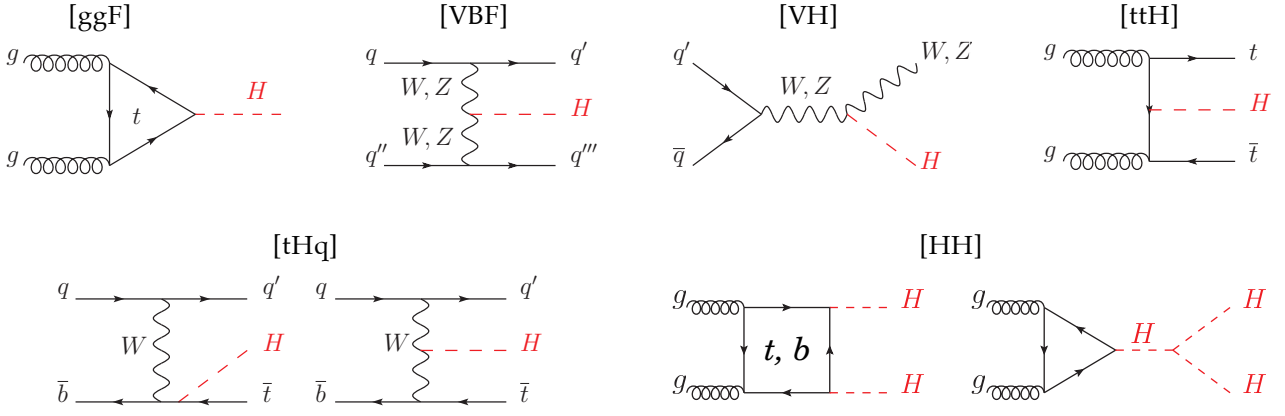 [ggF] [VBF] [VH] [ttH]
g q q′ q′ W, Z g t
W, Z W, Z
t H H H
W, Z
g q″ q‴ q̅ H g t̅
[tHq] [HH]
q q′ q q′ g H g H
W H W H t, b H
b̅ t̅ b̅ t̅ g H g H